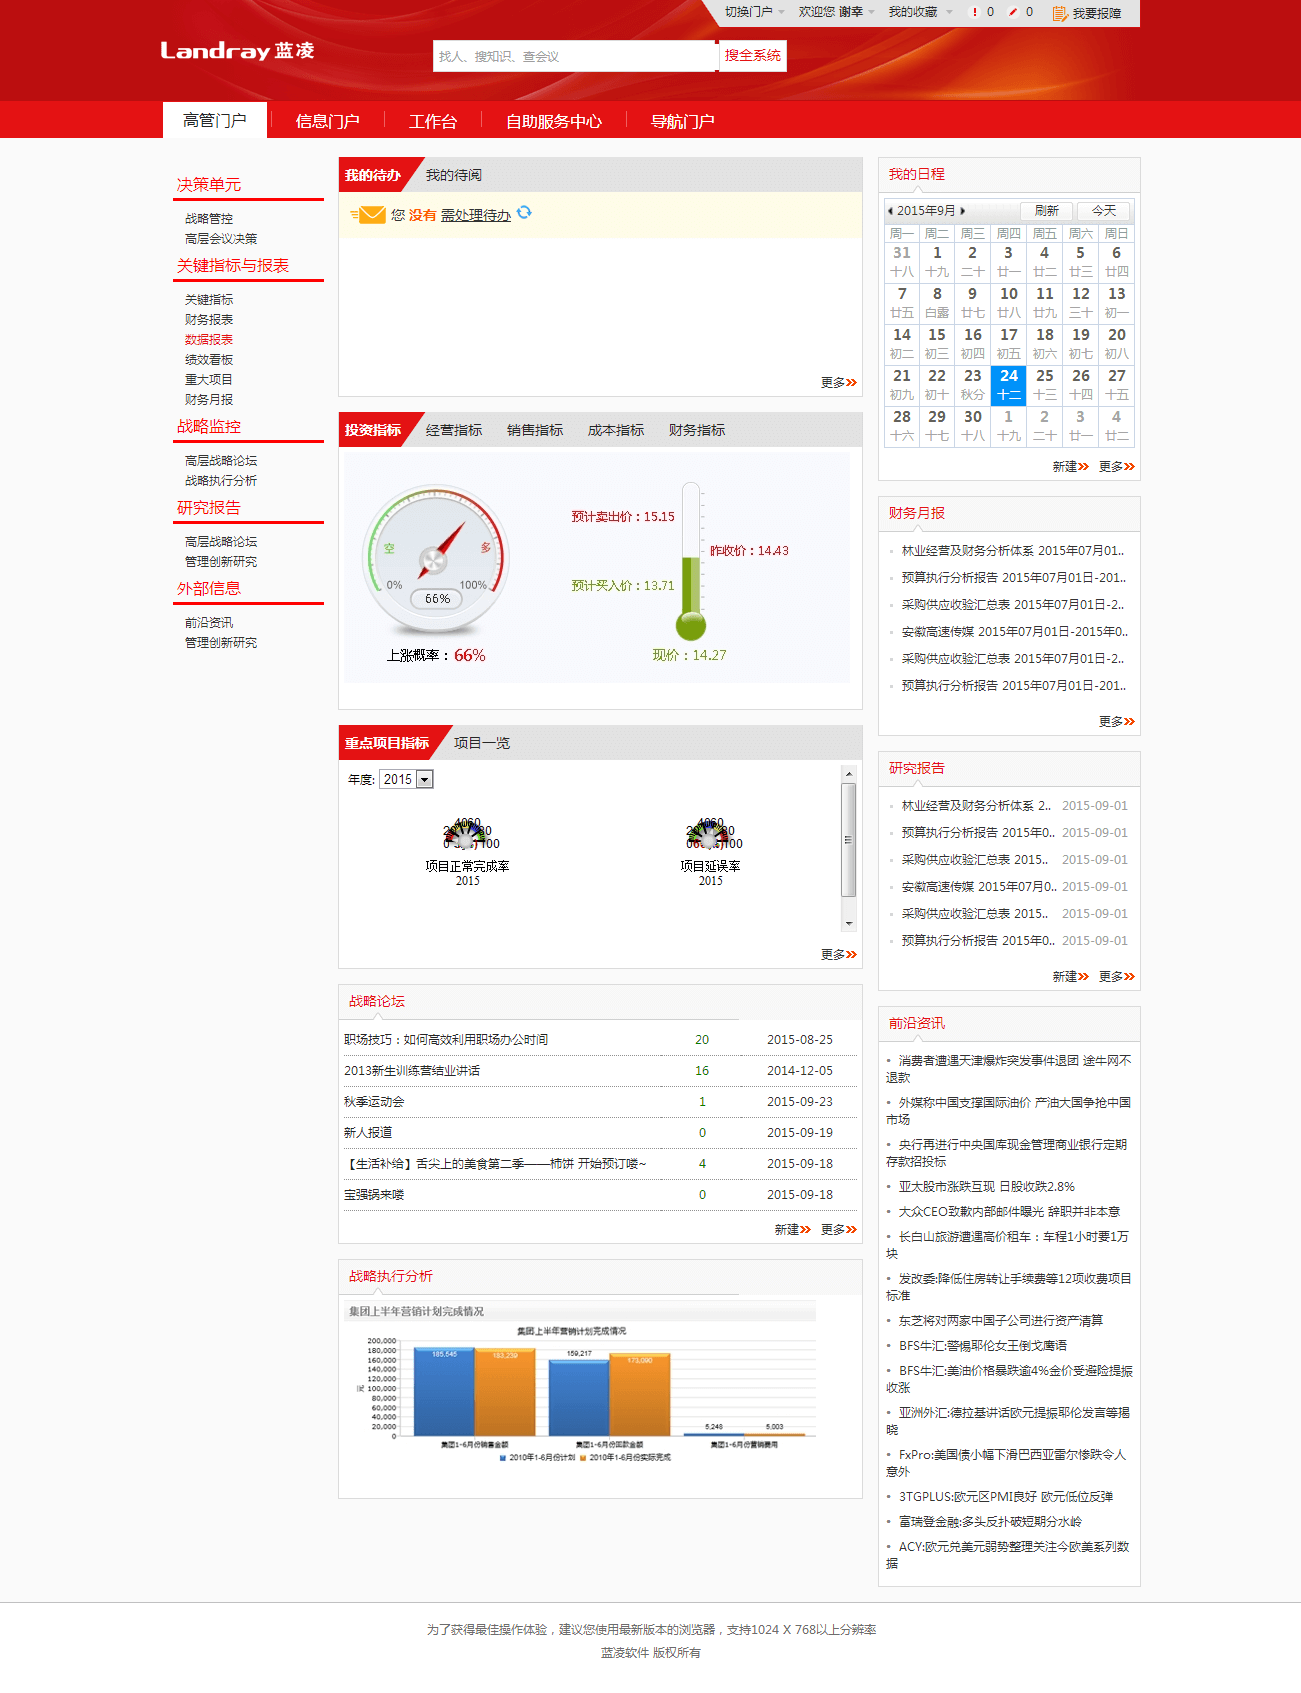 切换门户 欢迎您 谢幸 我的收藏 0 0 我要报障
Landray 蓝凌
找人、搜知识、查会议 搜全系统
高管门户 信息门户 工作台 自助服务中心 导航门户
决策单元
战略管控
高层会议决策
关键指标与报表
关键指标
财务报表
数据报表
绩效看板
重大项目
财务月报
战略监控
高层战略论坛
战略执行分析
研究报告
高层战略论坛
管理创新研究
外部信息
前沿资讯
管理创新研究
我的待办 我的待阅
您 没有 需处理待办
更多
投资指标 经营指标 销售指标 成本指标 财务指标
空 多
0% 100%
66%
上涨概率：66%
预计卖出价：15.15
昨收价：14.43
预计买入价：13.71
现价：14.27
重点项目指标 项目一览
年度: 2015
项目正常完成率
2015
项目延误率
2015
更多
战略论坛
职场技巧：如何高效利用职场办公时间 20 2015-08-25
2013新生训练营结业讲话 16 2014-12-05
秋季运动会 1 2015-09-23
新人报道 0 2015-09-19
【生活补给】舌尖上的美食第二季——柿饼 开始预订喽~ 4 2015-09-18
宝强锅来喽 0 2015-09-18
新建 更多
战略执行分析
集团上半年营销计划完成情况
集团上半年营销计划完成情况
200,000
180,000
160,000
140,000
120,000
100,000
80,000
60,000
40,000
20,000
0
元
185,545 183,239 159,217 173,090 5,248 5,003
集团1-6月份销售金额 集团1-6月份回款金额 集团1-6月份营销费用
2010年1-6月份计划 2010年1-6月份实际完成
我的日程
2015年9月 刷新 今天
周一 周二 周三 周四 周五 周六 周日
31 1 2 3 4 5 6
十八 十九 二十 廿一 廿二 廿三 廿四
7 8 9 10 11 12 13
廿五 白露 廿七 廿八 廿九 三十 初一
14 15 16 17 18 19 20
初二 初三 初四 初五 初六 初七 初八
21 22 23 24 25 26 27
初九 初十 秋分 十二 十三 十四 十五
28 29 30 1 2 3 4
十六 十七 十八 十九 二十 廿一 廿二
新建 更多
财务月报
林业经营及财务分析体系 2015年07月01..
预算执行分析报告 2015年07月01日-201..
采购供应收验汇总表 2015年07月01日-2..
安徽高速传媒 2015年07月01日-2015年0..
采购供应收验汇总表 2015年07月01日-2..
预算执行分析报告 2015年07月01日-201..
更多
研究报告
林业经营及财务分析体系 2.. 2015-09-01
预算执行分析报告 2015年0.. 2015-09-01
采购供应收验汇总表 2015.. 2015-09-01
安徽高速传媒 2015年07月0.. 2015-09-01
采购供应收验汇总表 2015.. 2015-09-01
预算执行分析报告 2015年0.. 2015-09-01
新建 更多
前沿资讯
• 消费者遭遇天津爆炸突发事件退团 途牛网不
退款
• 外媒称中国支撑国际油价 产油大国争抢中国
市场
• 央行再进行中央国库现金管理商业银行定期
存款招投标
• 亚太股市涨跌互现 日股收跌2.8%
• 大众CEO致歉内部邮件曝光 辞职并非本意
• 长白山旅游遭遇高价租车：车程1小时要1万
块
• 发改委:降低住房转让手续费等12项收费项目
标准
• 东芝将对两家中国子公司进行资产清算
• BFS牛汇:警惕耶伦女王倒戈鹰语
• BFS牛汇:美油价格暴跌逾4%金价受避险提振
收涨
• 亚洲外汇:德拉基讲话欧元提振耶伦发言等揭
晓
• FxPro:美国债小幅下滑巴西亚雷尔惨跌令人
意外
• 3TGPLUS:欧元区PMI良好 欧元低位反弹
• 富瑞登金融:多头反扑破短期分水岭
• ACY:欧元兑美元弱势整理关注今欧美系列数
据
为了获得最佳操作体验，建议您使用最新版本的浏览器，支持1024 X 768以上分辨率
蓝凌软件 版权所有